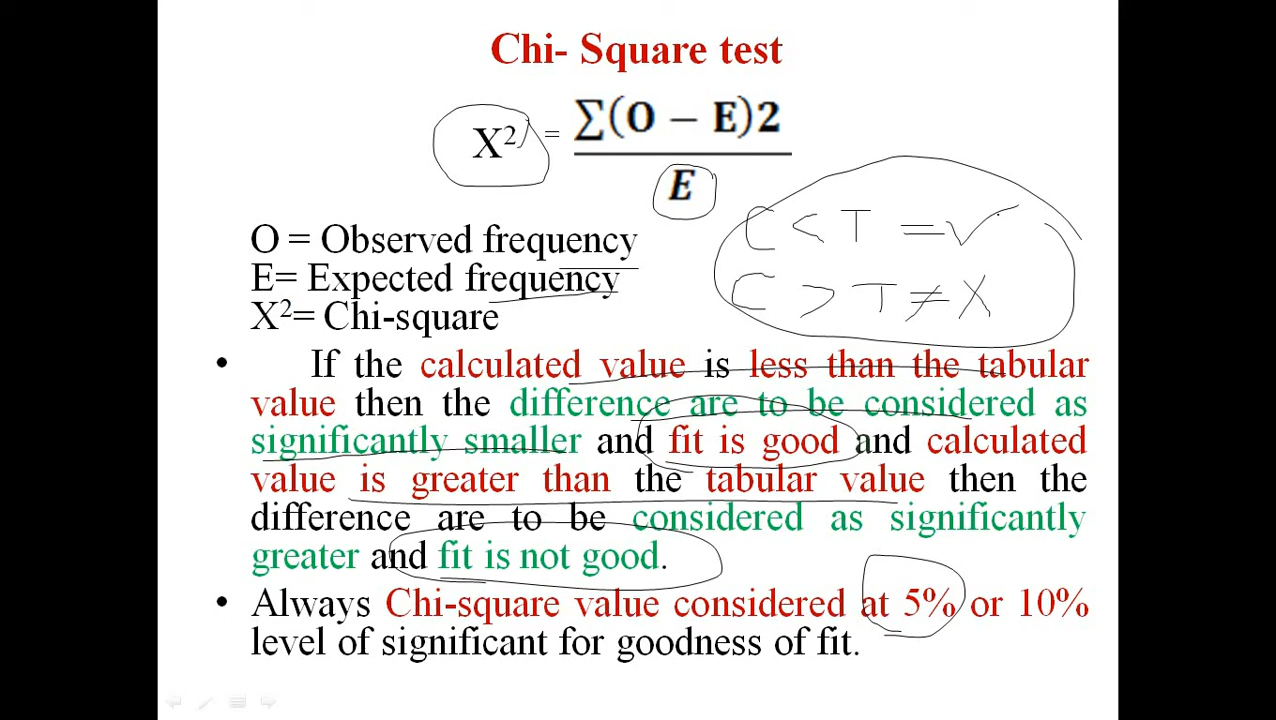 Chi- Square test
X² = ∑(O − E)2
E
C < T = ✓
C > T ≠ X
O = Observed frequency
E= Expected frequency
X²= Chi-square
• If the calculated value is less than the tabular
value then the difference are to be considered as
significantly smaller and fit is good and calculated
value is greater than the tabular value then the
difference are to be considered as significantly
greater and fit is not good.
• Always Chi-square value considered at 5% or 10%
level of significant for goodness of fit.